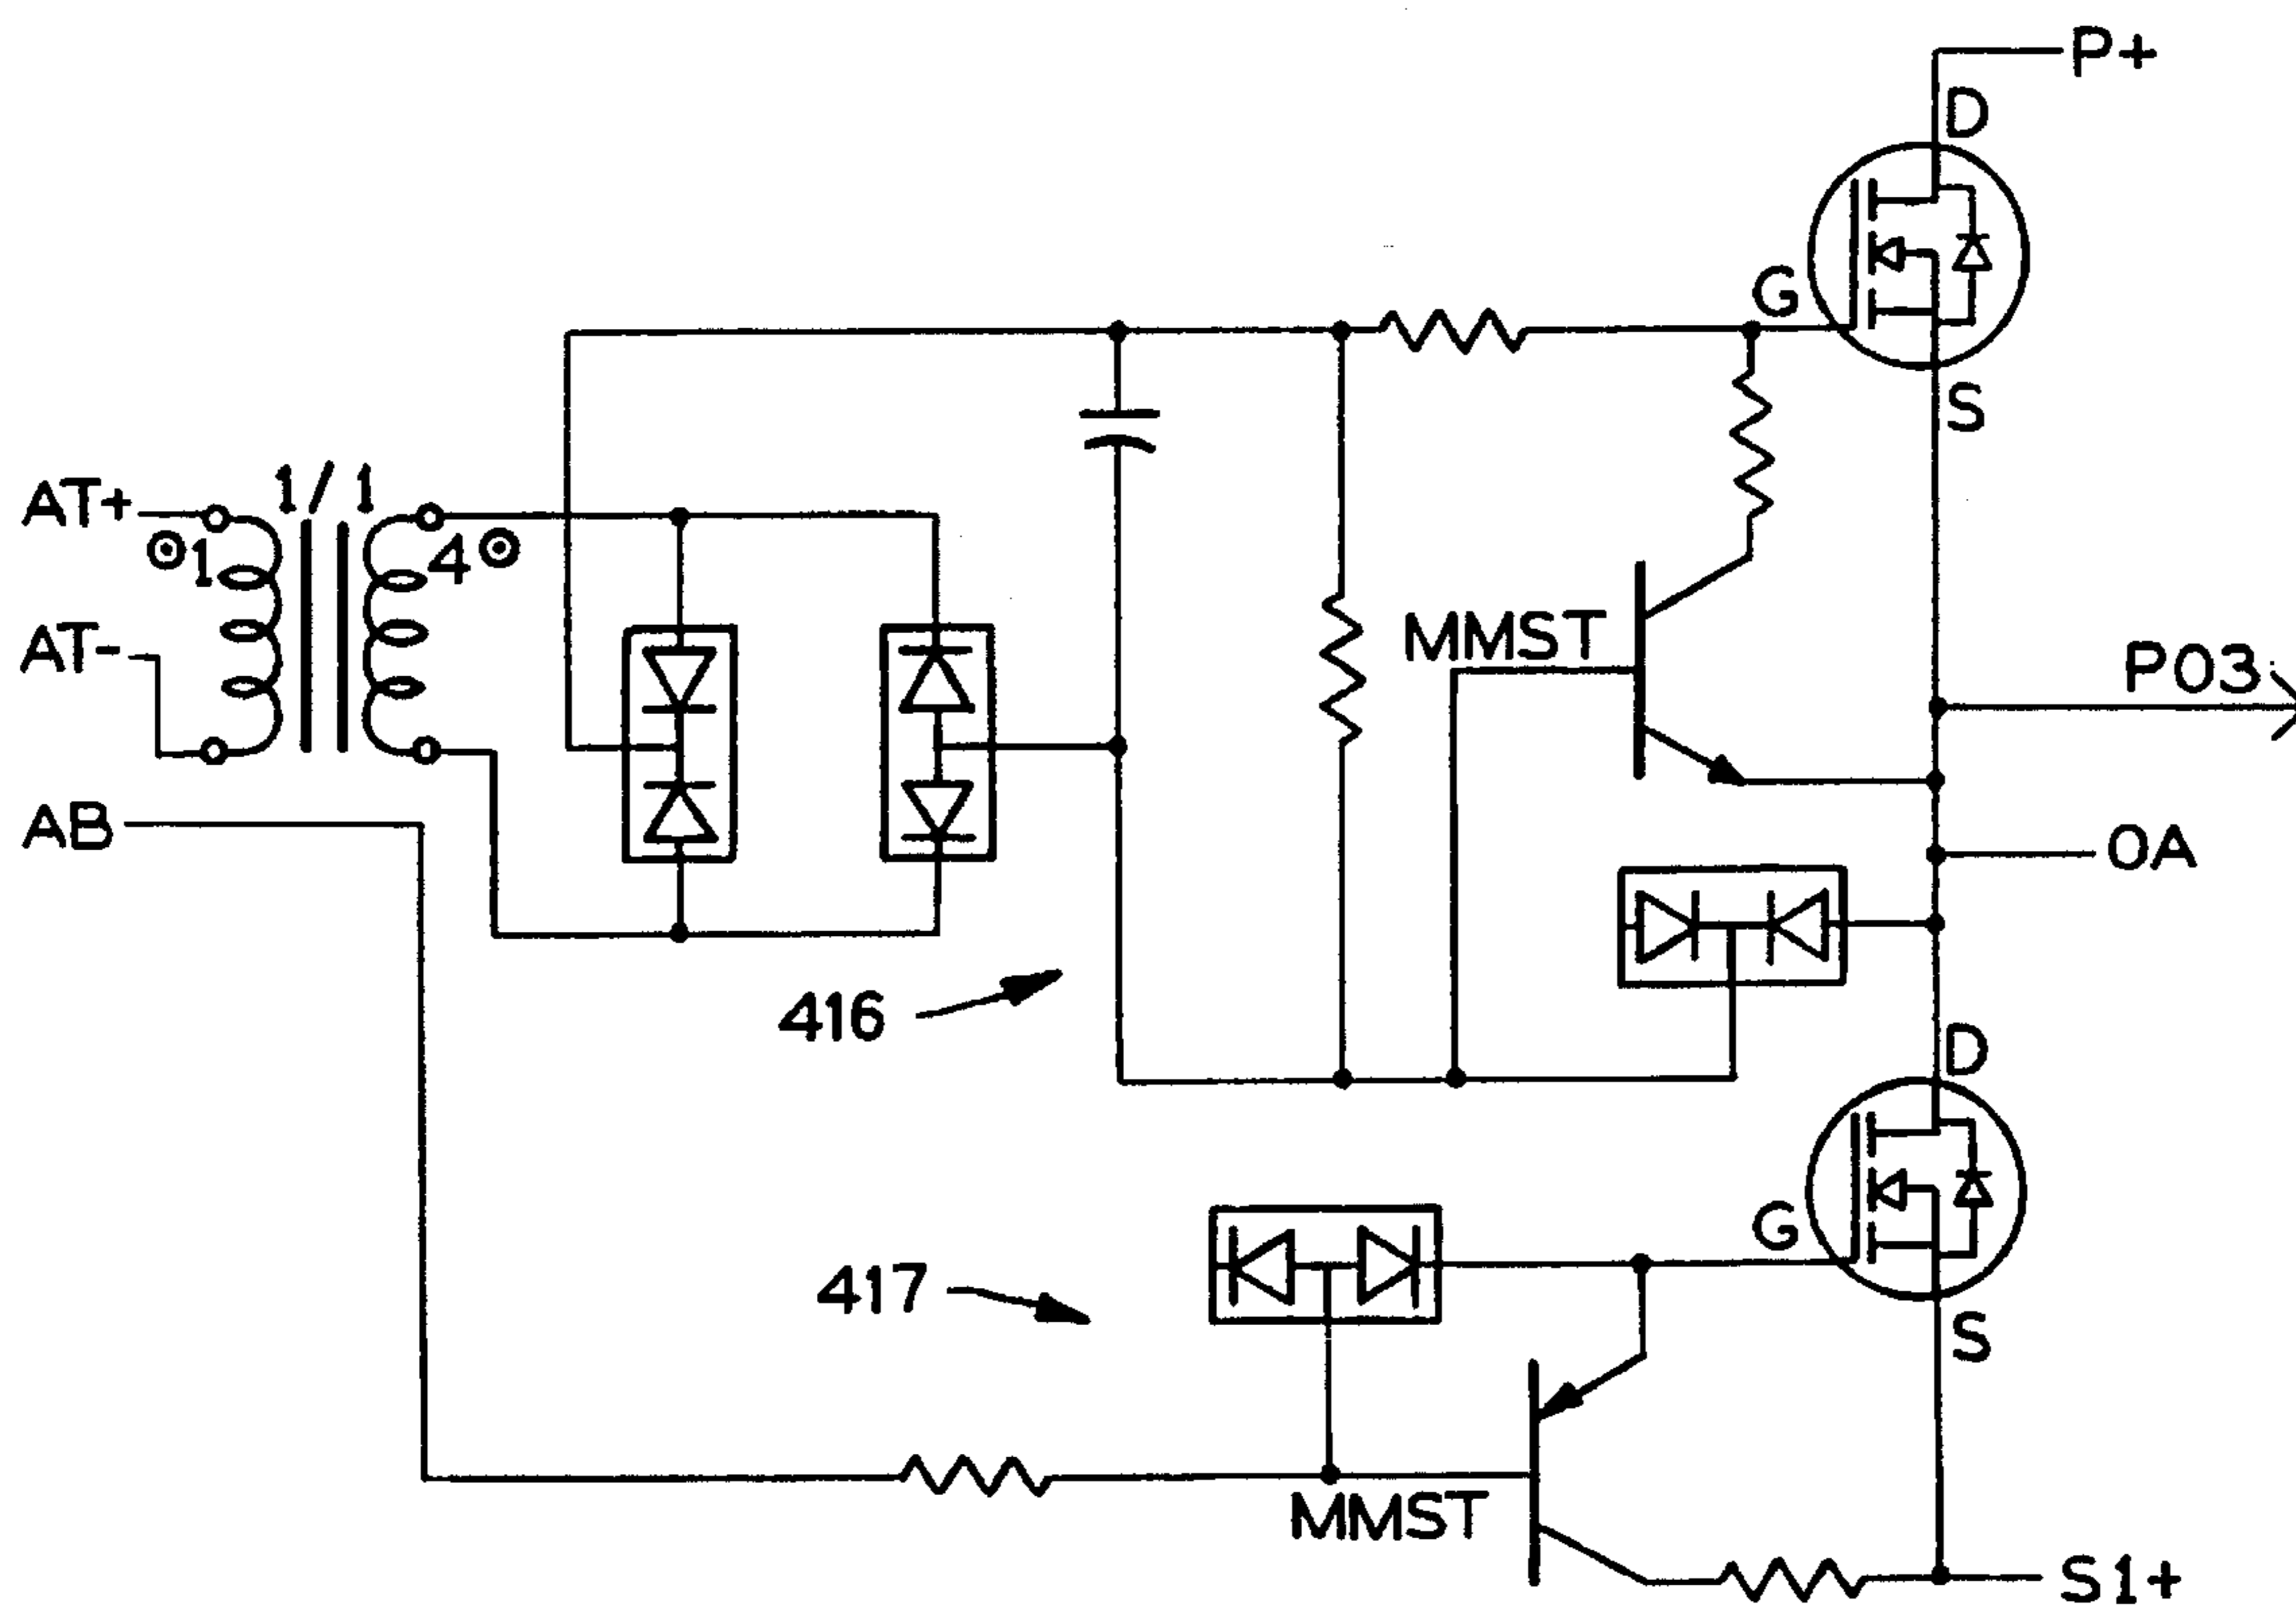 P+
D
G
S
AT+
1/1
1
4
AT-
MMST
P03
AB
OA
416
D
G
417
S
MMST
S1+